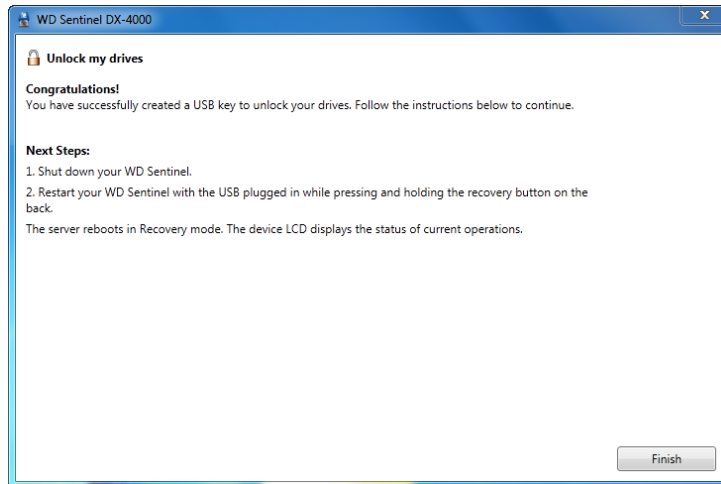 WD Sentinel DX-4000
X
Unlock my drives
Congratulations!
You have successfully created a USB key to unlock your drives. Follow the instructions below to continue.
Next Steps:
1. Shut down your WD Sentinel.
2. Restart your WD Sentinel with the USB plugged in while pressing and holding the recovery button on the
back.
The server reboots in Recovery mode. The device LCD displays the status of current operations.
Finish